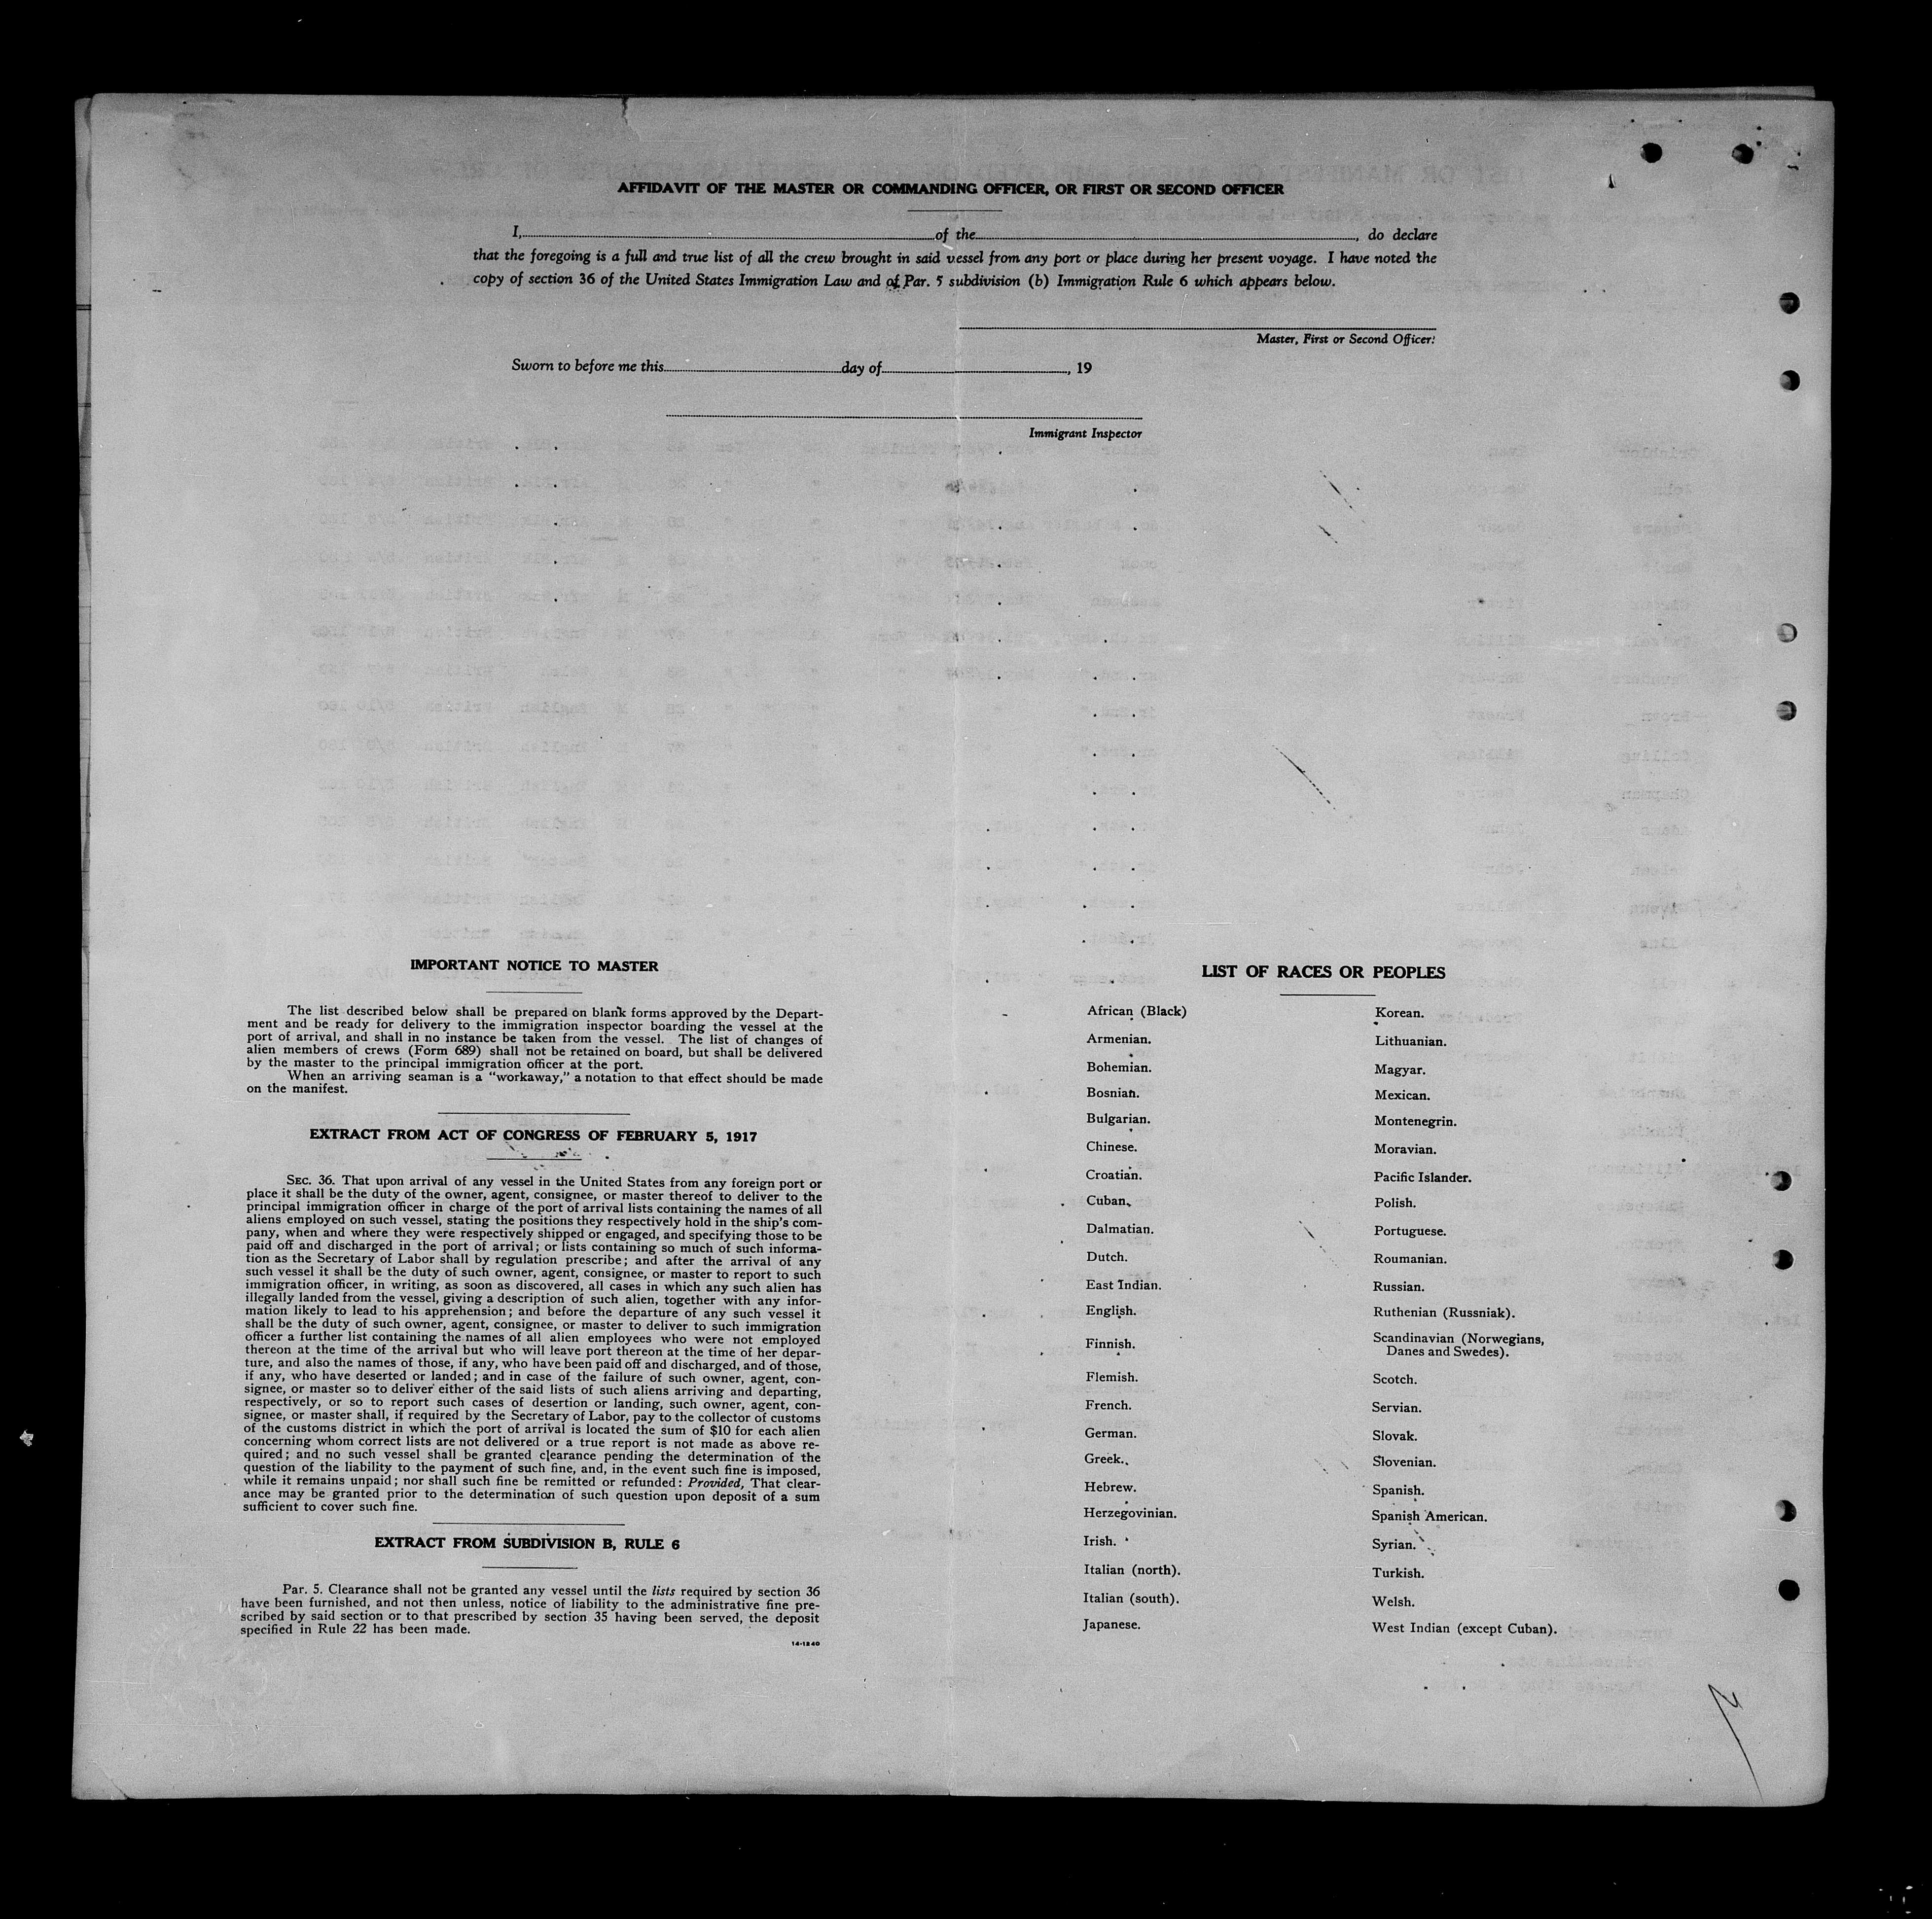 AFFIDAVIT OF THE MASTER OR COMMANDING OFFICER, OR FIRST OR SECOND OFFICER
I, of the , do declare
that the foregoing is a full and true list of all the crew brought in said vessel from any port or place during her present voyage. I have noted the
copy of section 36 of the United States Immigration Law and of Par. 5 subdivision (b) Immigration Rule 6 which appears below.
Master, First or Second Officer.
Sworn to before me this day of , 19
Immigrant Inspector
IMPORTANT NOTICE TO MASTER
The list described below shall be prepared on blank forms approved by the Depart-
ment and be ready for delivery to the immigration inspector boarding the vessel at the
port of arrival, and shall in no instance be taken from the vessel. The list of changes of
alien members of crews (Form 689) shall not be retained on board, but shall be delivered
by the master to the principal immigration officer at the port.
When an arriving seaman is a "workaway," a notation to that effect should be made
on the manifest.
EXTRACT FROM ACT OF CONGRESS OF FEBRUARY 5, 1917
SEC. 36. That upon arrival of any vessel in the United States from any foreign port or
place it shall be the duty of the owner, agent, consignee, or master thereof to deliver to the
principal immigration officer in charge of the port of arrival lists containing the names of all
aliens employed on such vessel, stating the positions they respectively hold in the ship's com-
pany, when and where they were respectively shipped or engaged, and specifying those to be
paid off and discharged in the port of arrival; or lists containing so much of such informa-
tion as the Secretary of Labor shall by regulation prescribe; and after the arrival of any
such vessel it shall be the duty of such owner, agent, consignee, or master to report to such
immigration officer, in writing, as soon as discovered, all cases in which any such alien has
illegally landed from the vessel, giving a description of such alien, together with any infor-
mation likely to lead to his apprehension; and before the departure of any such vessel it
shall be the duty of such owner, agent, consignee, or master to deliver to such immigration
officer a further list containing the names of all alien employees who were not employed
thereon at the time of the arrival but who will leave port thereon at the time of her depar-
ture, and also the names of those, if any, who have been paid off and discharged, and of those,
if any, who have deserted or landed; and in case of the failure of such owner, agent, con-
signee, or master so to deliver either of the said lists of such aliens arriving and departing,
respectively, or so to report such cases of desertion or landing, such owner, agent, con-
signee, or master shall, if required by the Secretary of Labor, pay to the collector of customs
of the customs district in which the port of arrival is located the sum of $10 for each alien
concerning whom correct lists are not delivered or a true report is not made as above re-
quired; and no such vessel shall be granted clearance pending the determination of the
question of the liability to the payment of such fine, and, in the event such fine is imposed,
while it remains unpaid; nor shall such fine be remitted or refunded: Provided, That clear-
ance may be granted prior to the determination of such question upon deposit of a sum
sufficient to cover such fine.
EXTRACT FROM SUBDIVISION B, RULE 6
Par. 5. Clearance shall not be granted any vessel until the lists required by section 36
have been furnished, and not then unless, notice of liability to the administrative fine pre-
scribed by said section or to that prescribed by section 35 having been served, the deposit
specified in Rule 22 has been made.
14-1240
LIST OF RACES OR PEOPLES
African (Black)
Armenian.
Bohemian.
Bosnian.
Bulgarian.
Chinese.
Croatian.
Cuban.
Dalmatian.
Dutch.
East Indian.
English.
Finnish.
Flemish.
French.
German.
Greek.
Hebrew.
Herzegovinian.
Irish.
Italian (north).
Italian (south).
Japanese.
Korean.
Lithuanian.
Magyar.
Mexican.
Montenegrin.
Moravian.
Pacific Islander.
Polish.
Portuguese.
Roumanian.
Russian.
Ruthenian (Russniak).
Scandinavian (Norwegians,
Danes and Swedes).
Scotch.
Servian.
Slovak.
Slovenian.
Spanish.
Spanish American.
Syrian.
Turkish.
Welsh.
West Indian (except Cuban).